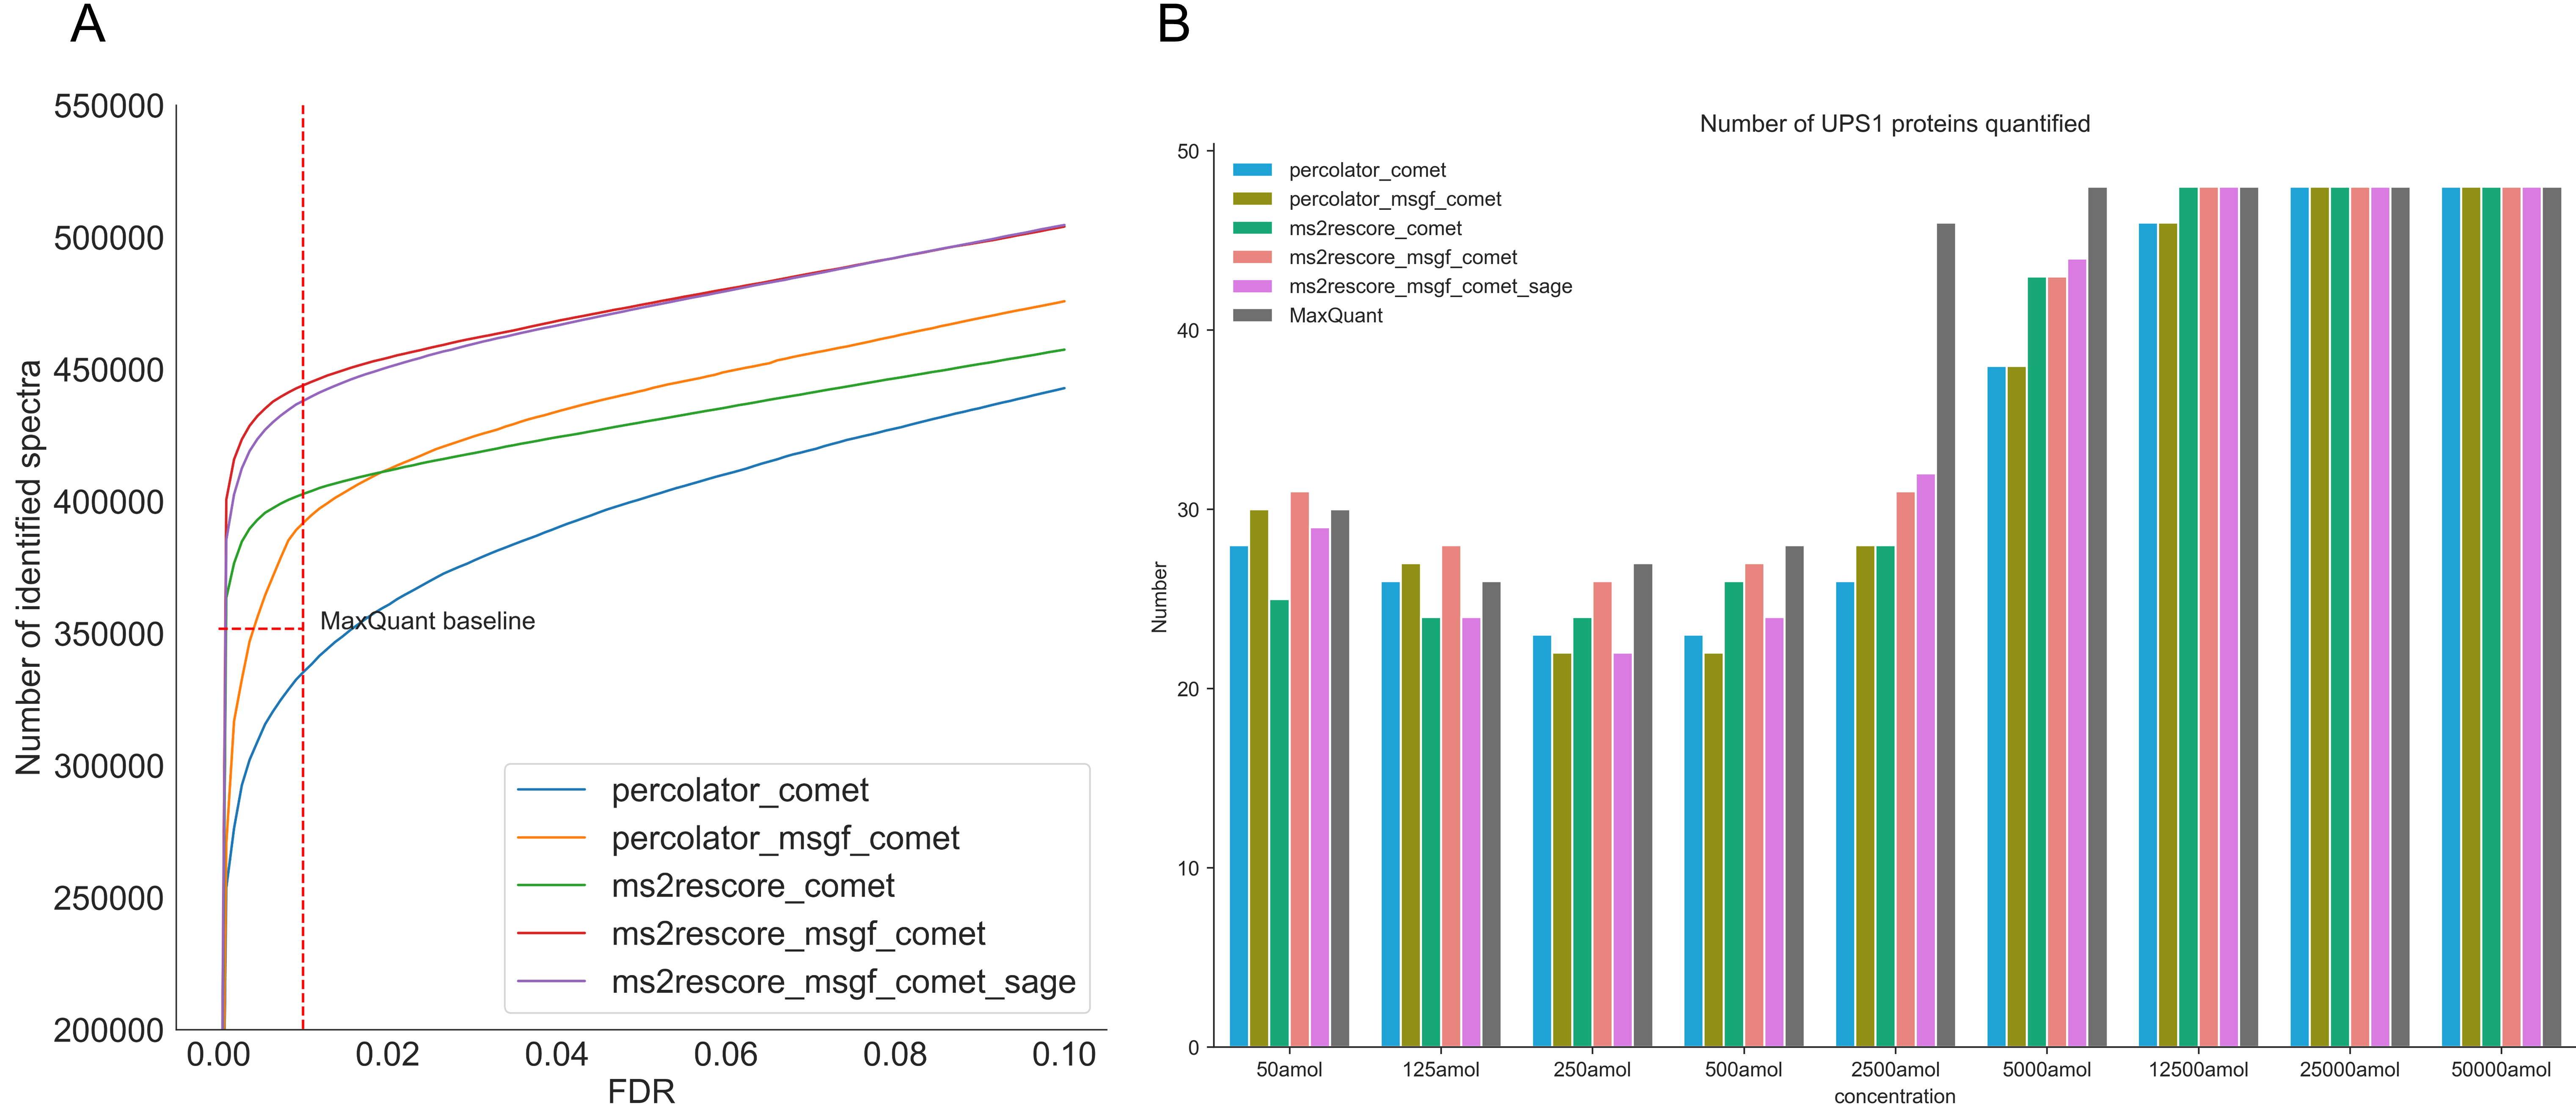 A
550000
500000
450000
400000
350000
300000
250000
200000
Number of identified spectra
MaxQuant baseline
percolator_comet
percolator_msgf_comet
ms2rescore_comet
ms2rescore_msgf_comet
ms2rescore_msgf_comet_sage
0.00 0.02 0.04 0.06 0.08 0.10
FDR
B
Number of UPS1 proteins quantified
50
40
30
20
10
0
Number
percolator_comet
percolator_msgf_comet
ms2rescore_comet
ms2rescore_msgf_comet
ms2rescore_msgf_comet_sage
MaxQuant
50amol 125amol 250amol 500amol 2500amol 5000amol 12500amol 25000amol 50000amol
concentration